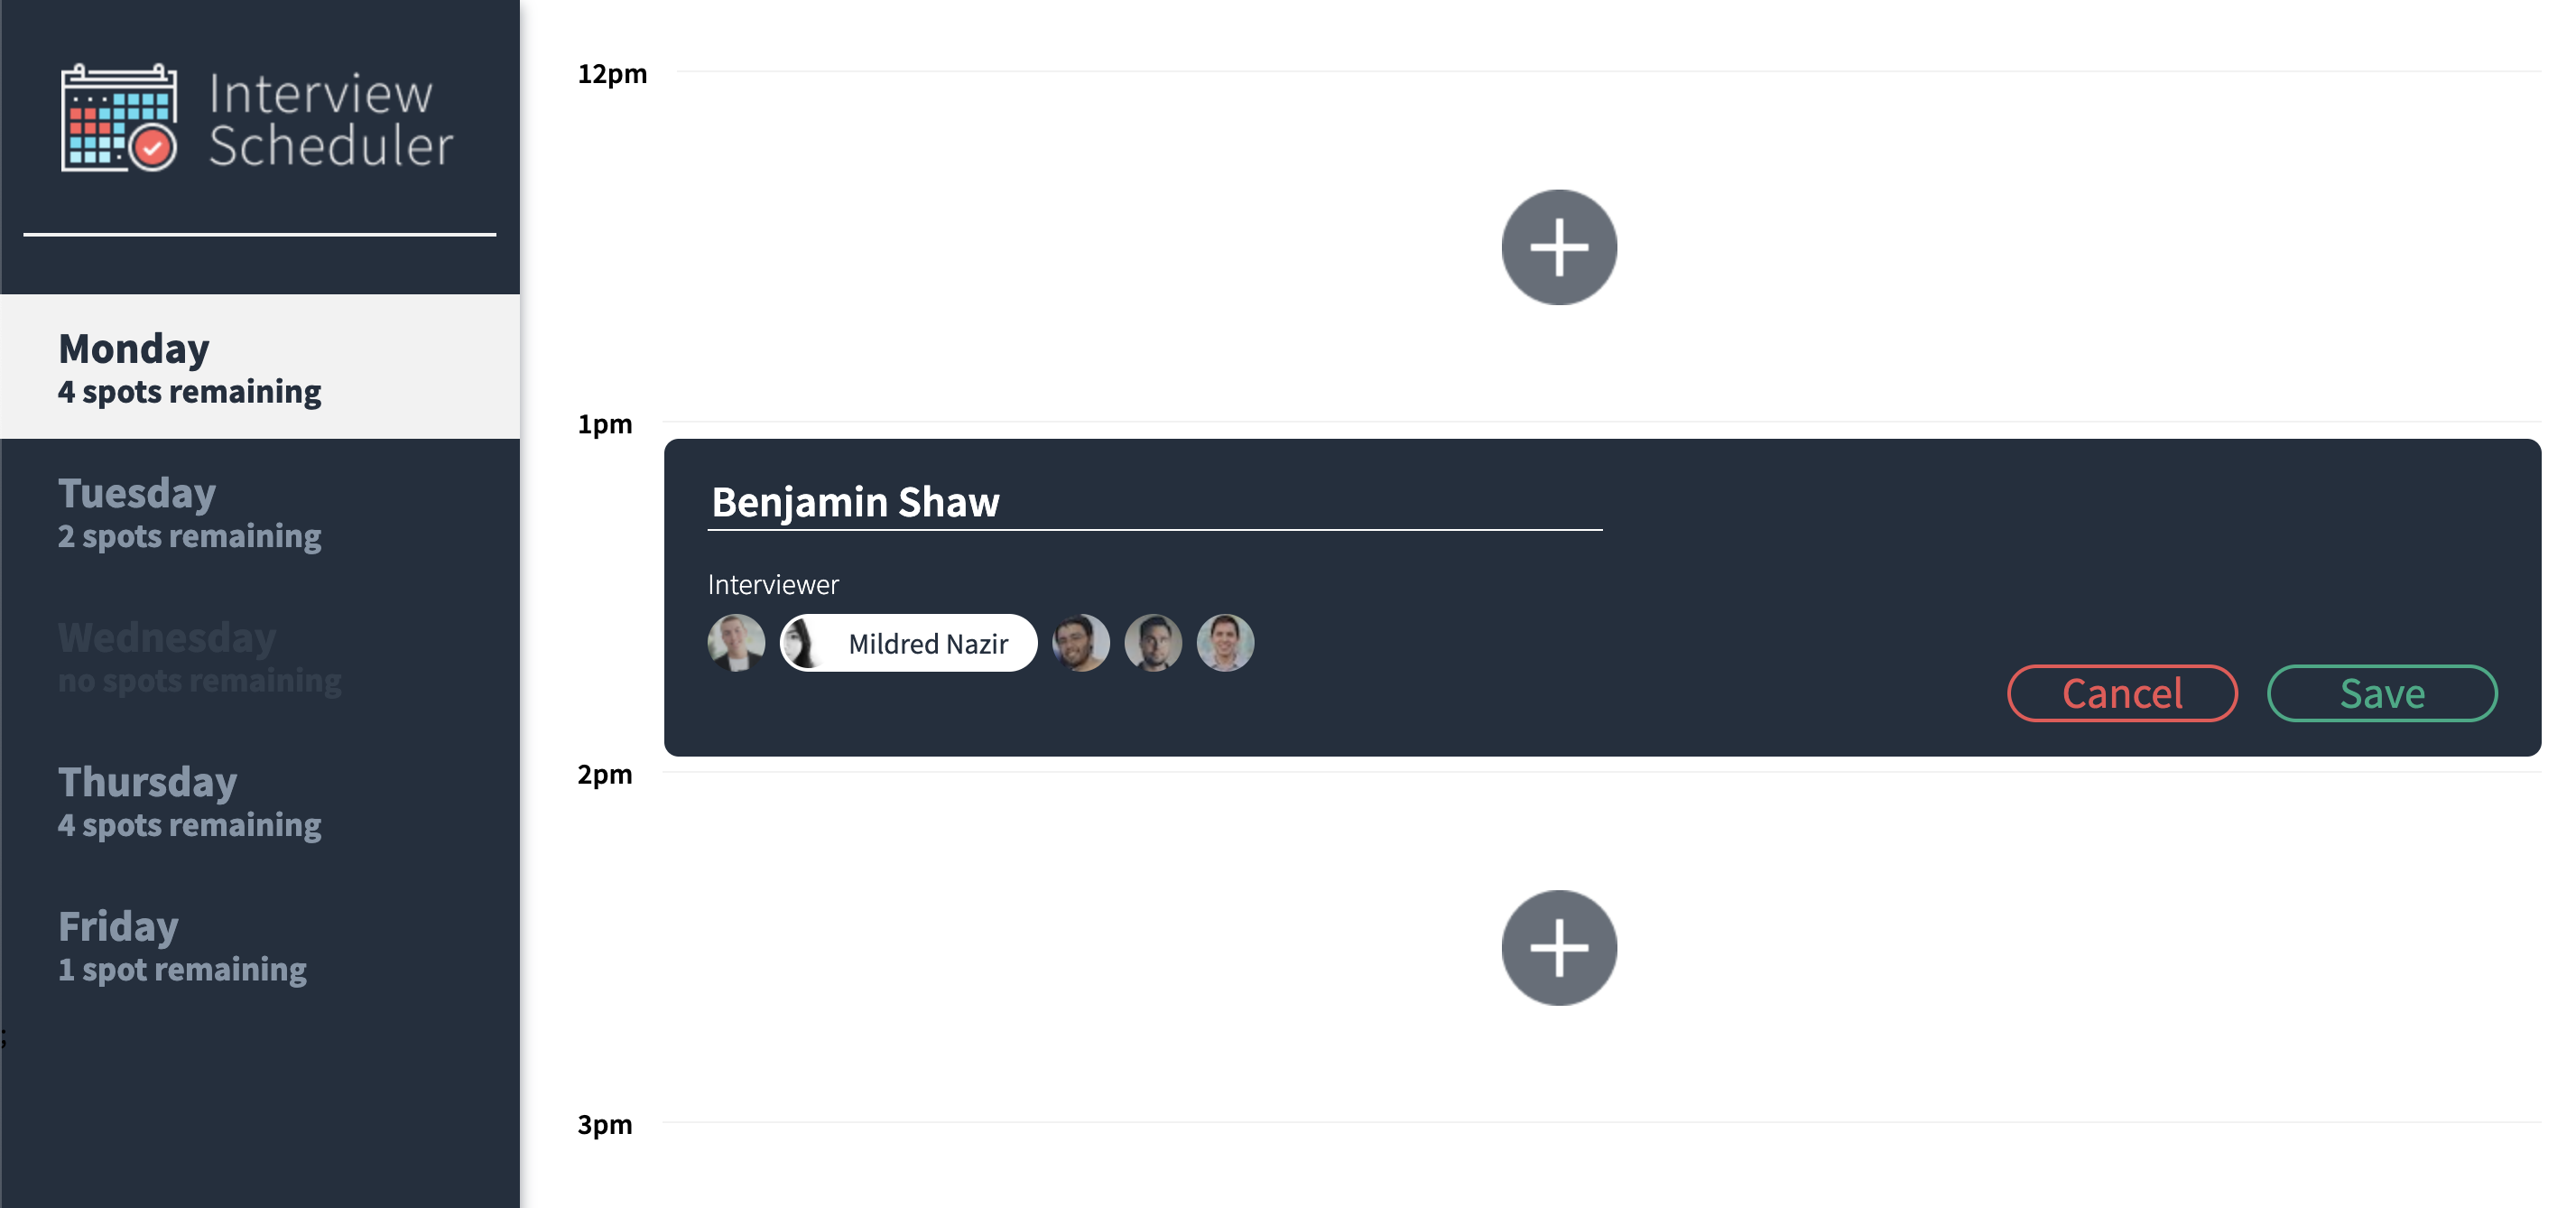 Interview
Scheduler
Monday
4 spots remaining
Tuesday
2 spots remaining
Wednesday
no spots remaining
Thursday
4 spots remaining
Friday
1 spot remaining
;
12pm
1pm
Benjamin Shaw
Interviewer
Mildred Nazir
Cancel
Save
2pm
3pm